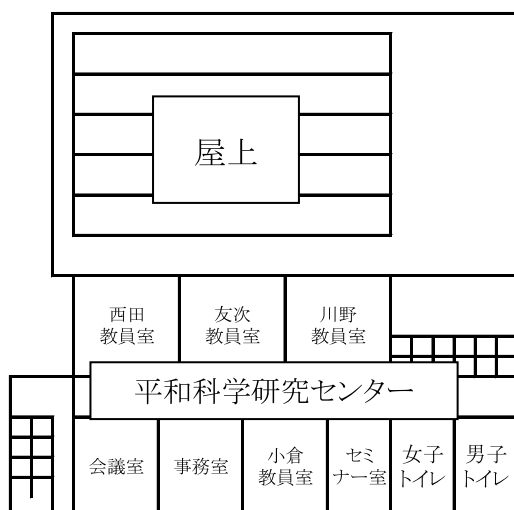 屋上
西田
教員室
友次
教員室
川野
教員室
平和科学研究センター
会議室
事務室
小倉
教員室
セミ
ナー室
女子
トイレ
男子
トイレ